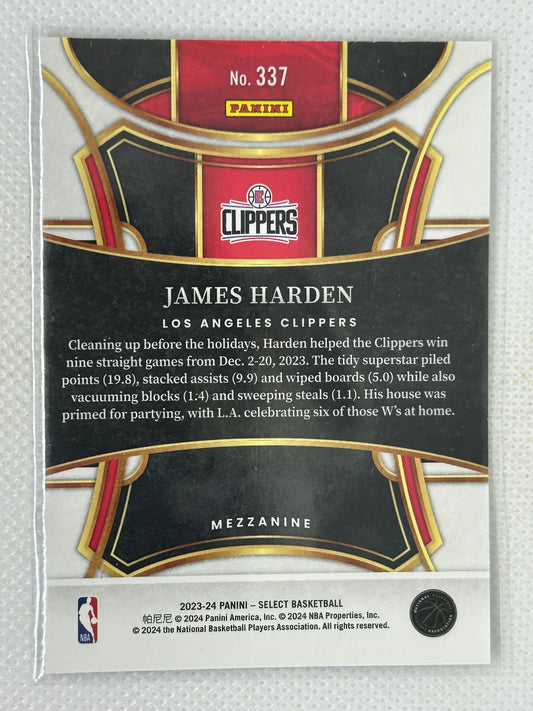 No. 337
PANINI
CLIPPERS
JAMES HARDEN
LOS ANGELES CLIPPERS
Cleaning up before the holidays, Harden helped the Clippers win
nine straight games from Dec. 2-20, 2023. The tidy superstar piled
points (19.8), stacked assists (9.9) and wiped boards (5.0) while also
vacuuming blocks (1.4) and sweeping steals (1.1). His house was
primed for partying, with L.A. celebrating six of those W's at home.
MEZZANINE
2023-24 PANINI – SELECT BASKETBALL
帕尼尼 © 2024 Panini America, Inc. © 2024 NBA Properties, Inc.
© 2024 the National Basketball Players Association. All rights reserved.
NBA